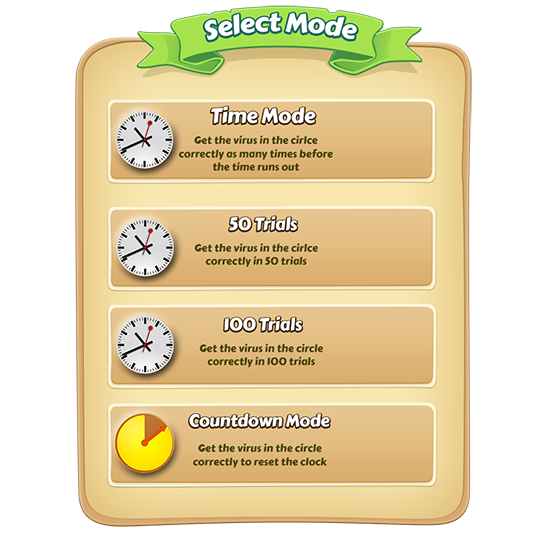 Select Mode
Time Mode
Get the virus in the cirlce
correctly as many times before
the time runs out
50 Trials
Get the virus in the cirlce
correctly in 50 trials
100 Trials
Get the virus in the circle
correctly in 100 trials
Countdown Mode
Get the virus in the circle
correctly to reset the clock